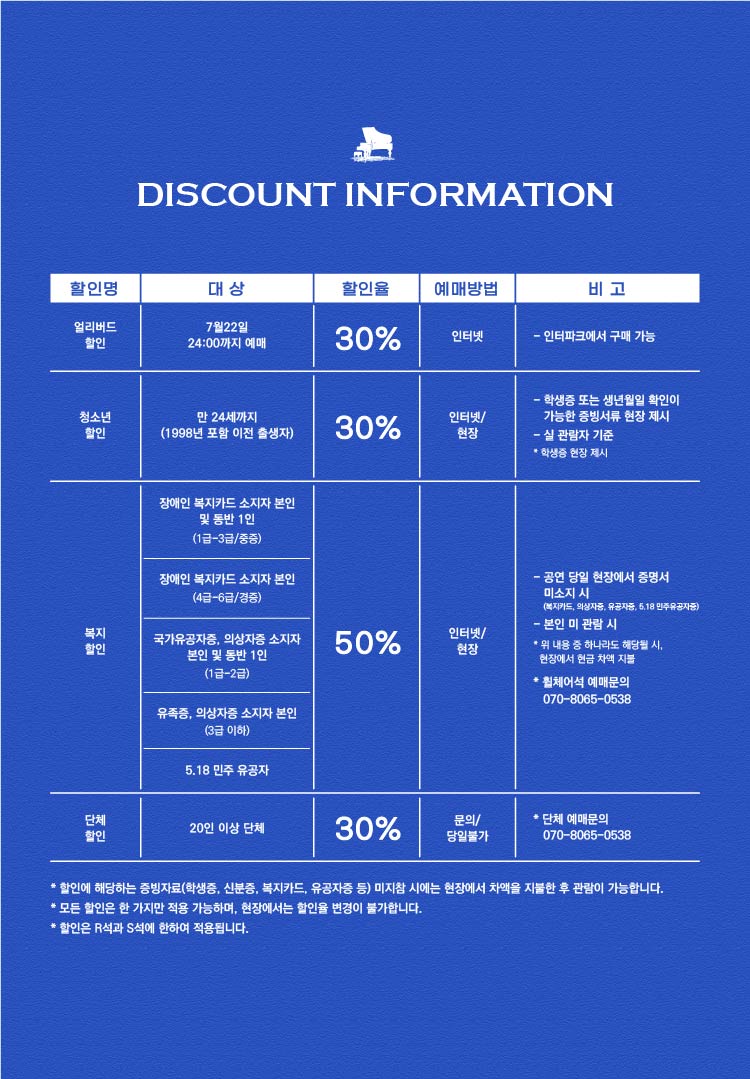 DISCOUNT INFORMATION
할인명
대 상
할인율
예매방법
비 고
얼리버드
할인
7월22일
24:00까지 예매
30%
인터넷
- 인터파크에서 구매 가능
청소년
할인
만 24세까지
(1998년 포함 이전 출생자)
30%
인터넷/
현장
- 학생증 또는 생년월일 확인이
가능한 증빙서류 현장 제시
- 실 관람자 기준
* 학생증 현장 제시
복지
할인
장애인 복지카드 소지자 본인
및 동반 1인
(1급-3급/중증)
장애인 복지카드 소지자 본인
(4급-6급/경증)
국가유공자증, 의상자증 소지자
본인 및 동반 1인
(1급-2급)
유족증, 의상자증 소지자 본인
(3급 이하)
5.18 민주 유공자
50%
인터넷/
현장
- 공연 당일 현장에서 증명서
미소지 시
(복지카드, 의상자증, 유공자증, 5.18 민주유공자증)
- 본인 미 관람 시
* 위 내용 중 하나라도 해당될 시,
현장에서 현금 차액 지불
* 휠체어석 예매문의
070-8065-0538
단체
할인
20인 이상 단체
30%
문의/
당일불가
* 단체 예매문의
070-8065-0538
* 할인에 해당하는 증빙자료(학생증, 신분증, 복지카드, 유공자증 등) 미지참 시에는 현장에서 차액을 지불한 후 관람이 가능합니다.
* 모든 할인은 한 가지만 적용 가능하며, 현장에서는 할인율 변경이 불가합니다.
* 할인은 R석과 S석에 한하여 적용됩니다.